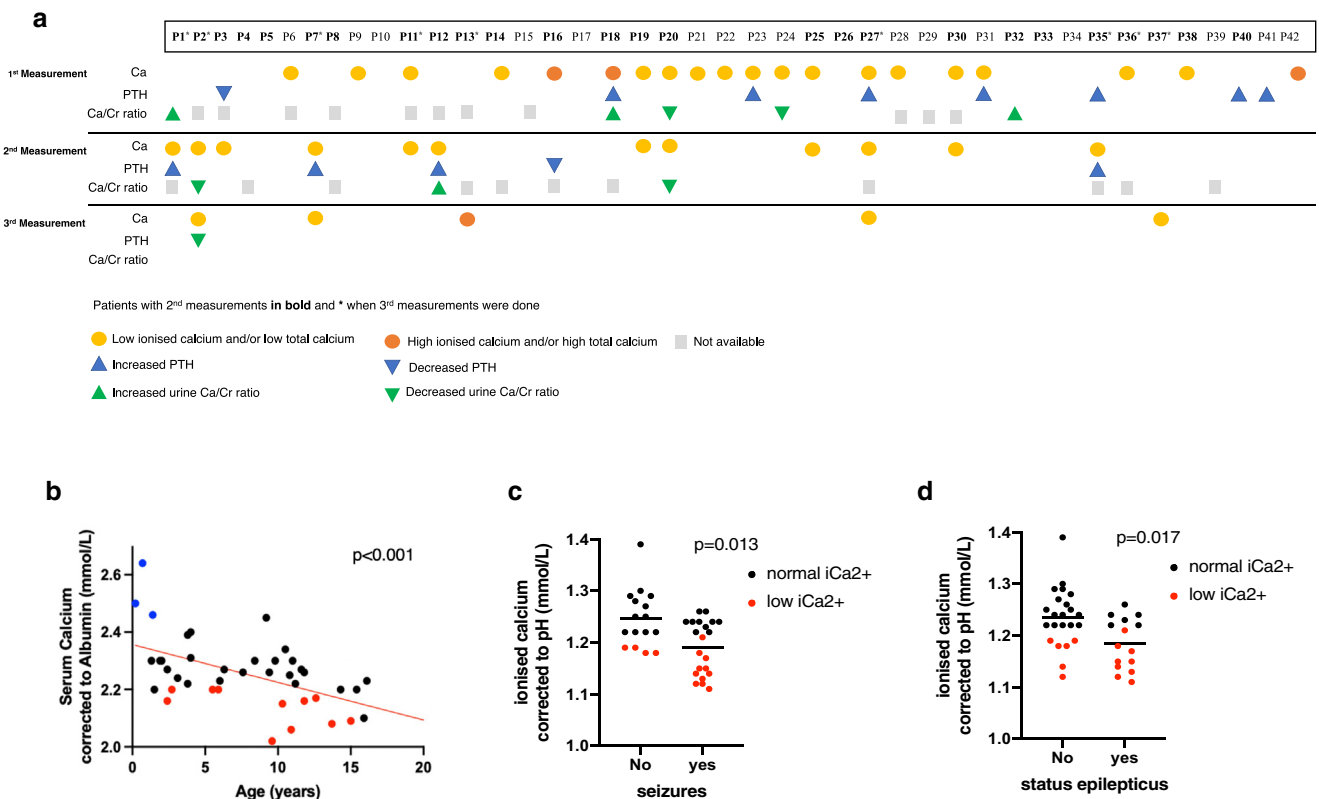 a
P1* P2* P3 P4 P5 P6 P7* P8 P9 P10 P11* P12 P13* P14 P15 P16 P17 P18 P19 P20 P21 P22 P23 P24 P25 P26 P27* P28 P29 P30 P31 P32 P33 P34 P35* P36* P37* P38 P39 P40 P41 P42
1st Measurement Ca
PTH
Ca/Cr ratio
2nd Measurement Ca
PTH
Ca/Cr ratio
3rd Measurement Ca
PTH
Ca/Cr ratio
Patients with 2nd measurements in bold and * when 3rd measurements were done
Low ionised calcium and/or low total calcium High ionised calcium and/or high total calcium Not available
Increased PTH Decreased PTH
Increased urine Ca/Cr ratio Decreased urine Ca/Cr ratio
b
Serum Calcium
corrected to Albumin (mmol/L)
p<0.001
2.6
2.4
2.2
2.0
0 5 10 15 20
Age (years)
c
ionised calcium
corrected to pH (mmol/L)
p=0.013
normal iCa2+
low iCa2+
1.4
1.3
1.2
1.1
1.0
No yes
seizures
d
ionised calcium
corrected to pH (mmol/L)
p=0.017
normal iCa2+
low iCa2+
1.4
1.3
1.2
1.1
1.0
No yes
status epilepticus